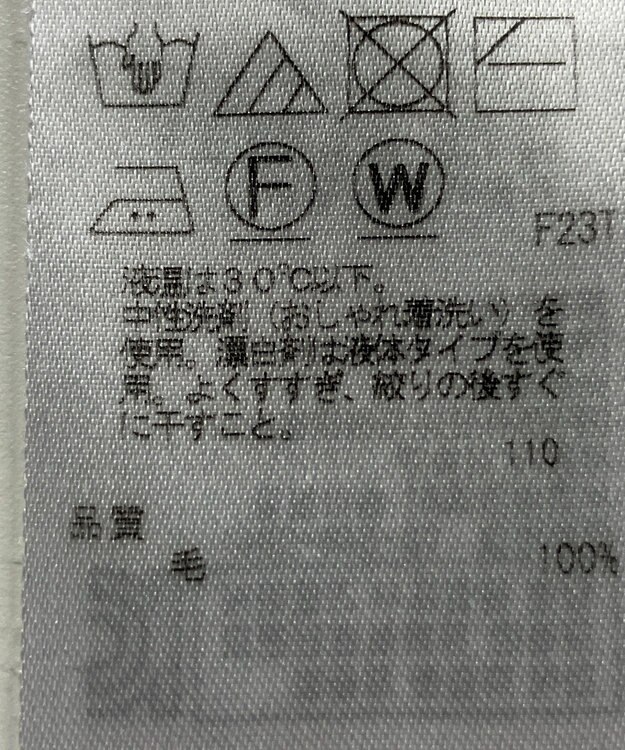 F
W
F23T
液温は30℃以下。
中性洗剤(おしゃれ着洗い)を
使用。漂白剤は液体タイプを使
用。よくすすぎ、絞りの後すぐ
に干すこと。
110
品質
毛 100%